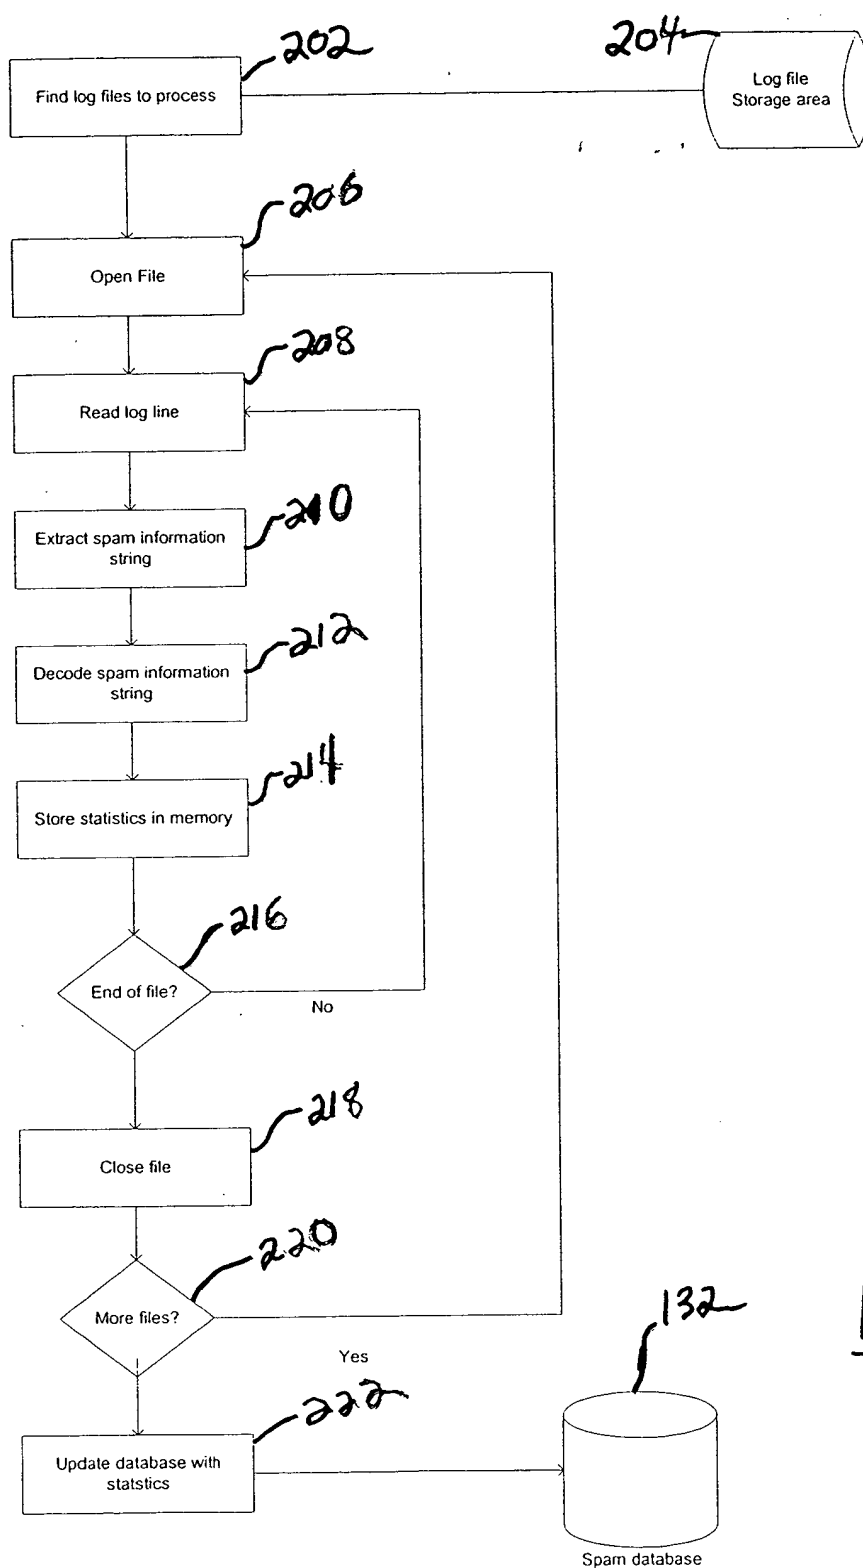 202
204
Find log files to process
Log file
Storage area
206
Open File
208
Read log line
210
Extract spam information
string
212
Decode spam information
string
214
Store statistics in memory
216
End of file?
No
218
Close file
220
More files?
Yes
132
222
Update database with
statstics
Spam database